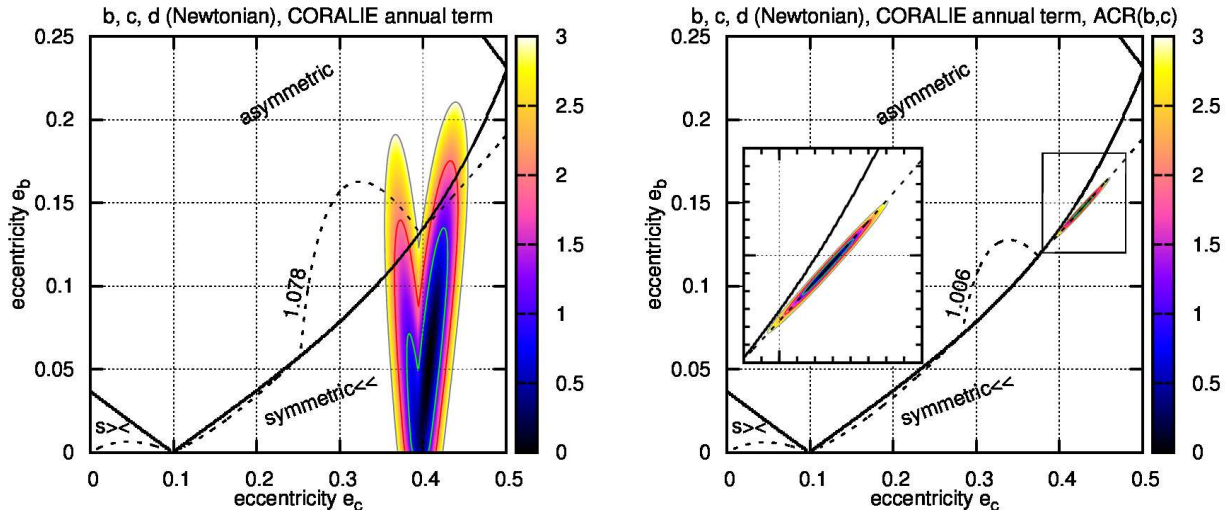 b, c, d (Newtonian), CORALIE annual term
0.25
0.2
0.15
0.1
0.05
0
eccentricity e_b
asymmetric
1.078
symmetric<<
s><
0 0.1 0.2 0.3 0.4 0.5
eccentricity e_c
3
2.5
2
1.5
1
0.5
0
b, c, d (Newtonian), CORALIE annual term, ACR(b,c)
0.25
0.2
0.15
0.1
0.05
0
eccentricity e_b
asymmetric
1.006
symmetric<<
s><
0 0.1 0.2 0.3 0.4 0.5
eccentricity e_c
3
2.5
2
1.5
1
0.5
0